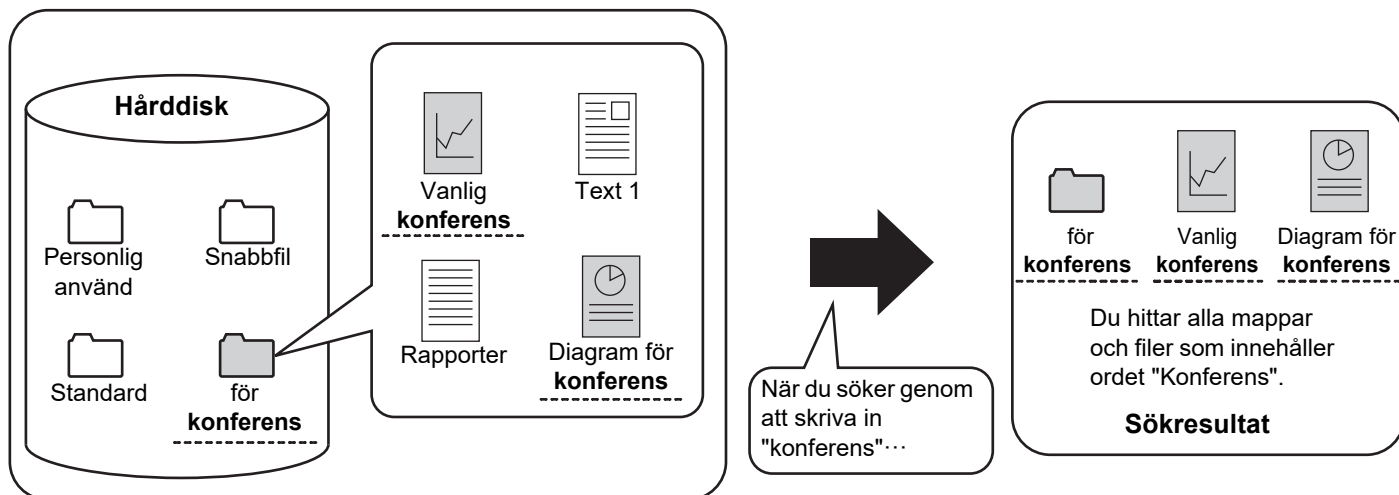 Hårddisk
Personlig
använd
Snabbfil
Standard
för
konferens
Vanlig
konferens
Text 1
Rapporter
Diagram för
konferens
När du söker genom
att skriva in
"konferens"···
för
konferens
Vanlig
konferens
Diagram för
konferens
Du hittar alla mappar
och filer som innehåller
ordet "Konferens".
Sökresultat